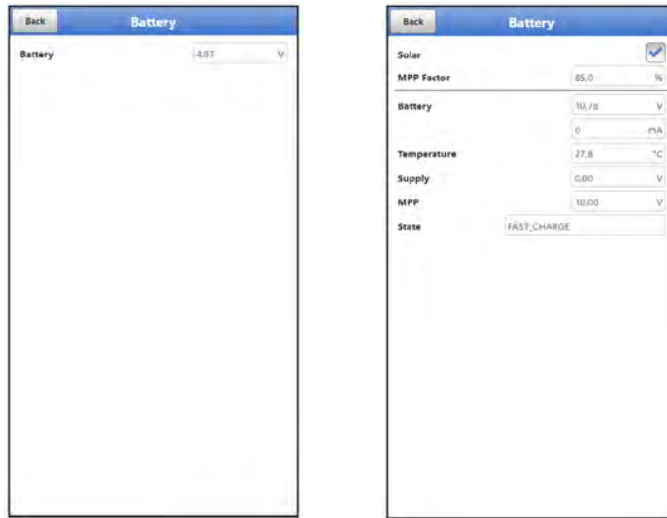 Back Battery
Battery 4,07 V
Back Battery
Solar
MPP Factor 85,0 %
Battery 10,78 V
0 mA
Temperature 27,8 °C
Supply 0,00 V
MPP 10,00 V
State FAST_CHARGE